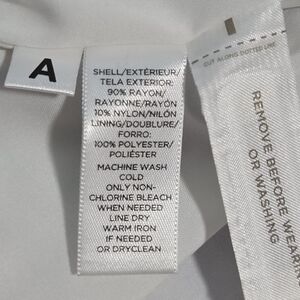 A
SHELL/EXTÉRIEUR/
TELA EXTERIOR:
90% RAYON/
RAYONNE/RAYÓN
10% NYLON/NILÓN
LINING/DOUBLURE/
FORRO:
100% POLYESTER/
POLIÉSTER
MACHINE WASH
COLD
ONLY NON-
CHLORINE BLEACH
WHEN NEEDED
LINE DRY
WARM IRON
IF NEEDED
OR DRYCLEAN
CUT ALONG DOTTED LINE
REMOVE BEFORE WEARING
OR WASHING